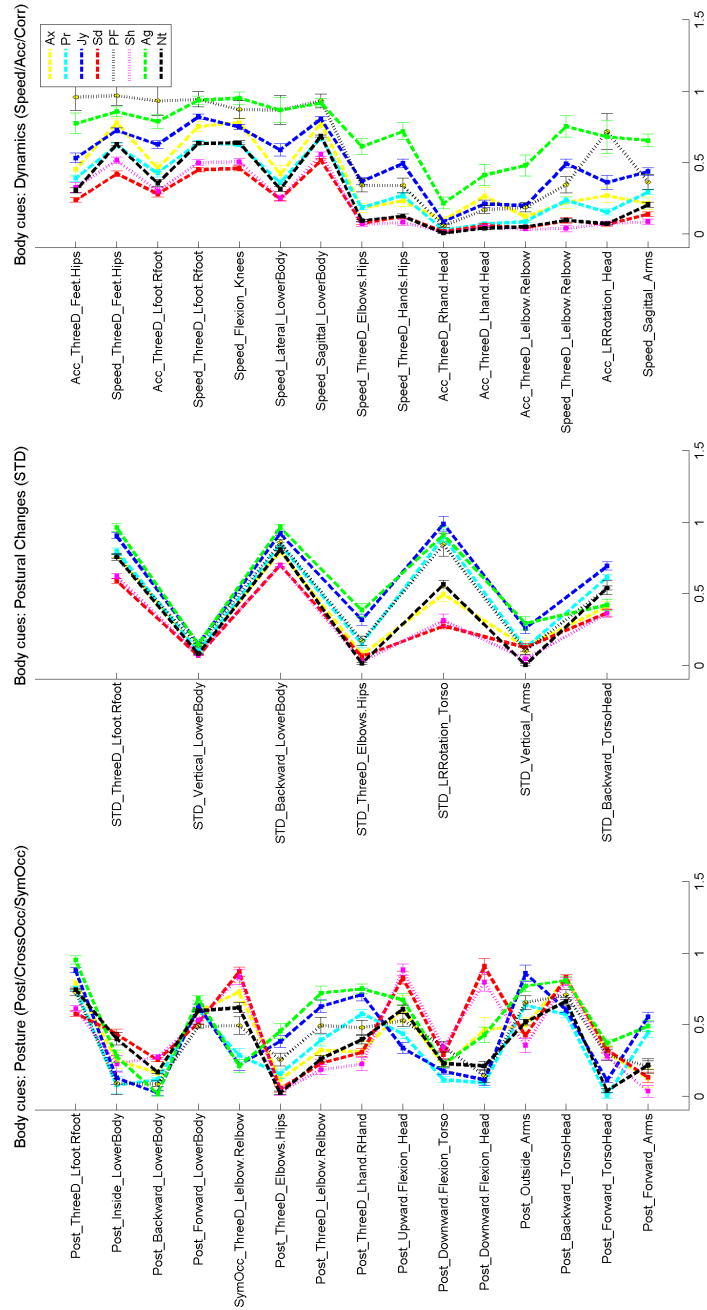 Body cues: Dynamics (Speed/Acc/Corr)
Ax
Pr
Jy
Sd
PF
Sh
Ag
Nt
0
0.5
1
1.5
Acc_ThreeD_Feet.Hips
Speed_ThreeD_Feet.Hips
Acc_ThreeD_Lfoot.Rfoot
Speed_ThreeD_Lfoot.Rfoot
Speed_Flexion_Knees
Speed_Lateral_LowerBody
Speed_Sagittal_LowerBody
Speed_ThreeD_Elbows.Hips
Speed_ThreeD_Hands.Hips
Acc_ThreeD_Rhand.Head
Acc_ThreeD_Lhand.Head
Acc_ThreeD_Lelbow.Relbow
Speed_ThreeD_Lelbow.Relbow
Acc_LRRotation_Head
Speed_Sagittal_Arms
Body cues: Postural Changes (STD)
0
0.5
1
1.5
STD_ThreeD_Lfoot.Rfoot
STD_Vertical_LowerBody
STD_Backward_LowerBody
STD_ThreeD_Elbows.Hips
STD_LRRotation_Torso
STD_Vertical_Arms
STD_Backward_TorsoHead
Body cues: Posture (Post/CrossOcc/SymOcc)
0
0.5
1
1.5
Post_ThreeD_Lfoot.Rfoot
Post_Inside_LowerBody
Post_Backward_LowerBody
Post_Forward_LowerBody
SymOcc_ThreeD_Lelbow.Relbow
Post_ThreeD_Elbows.Hips
Post_ThreeD_Lelbow.Relbow
Post_ThreeD_Lhand.RHand
Post_Upward.Flexion_Head
Post_Downward.Flexion_Torso
Post_Downward.Flexion_Head
Post_Outside_Arms
Post_Backward_TorsoHead
Post_Forward_TorsoHead
Post_Forward_Arms